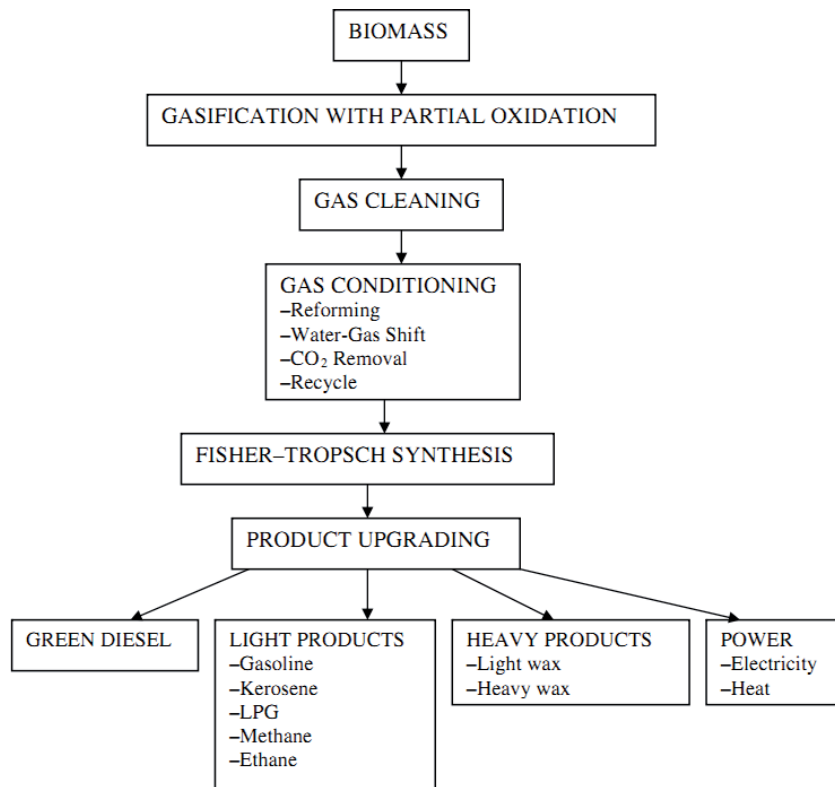 BIOMASS
GASIFICATION WITH PARTIAL OXIDATION
GAS CLEANING
GAS CONDITIONING
–Reforming
–Water-Gas Shift
–CO₂ Removal
–Recycle
FISHER–TROPSCH SYNTHESIS
PRODUCT UPGRADING
GREEN DIESEL
LIGHT PRODUCTS
–Gasoline
–Kerosene
–LPG
–Methane
–Ethane
HEAVY PRODUCTS
–Light wax
–Heavy wax
POWER
–Electricity
–Heat